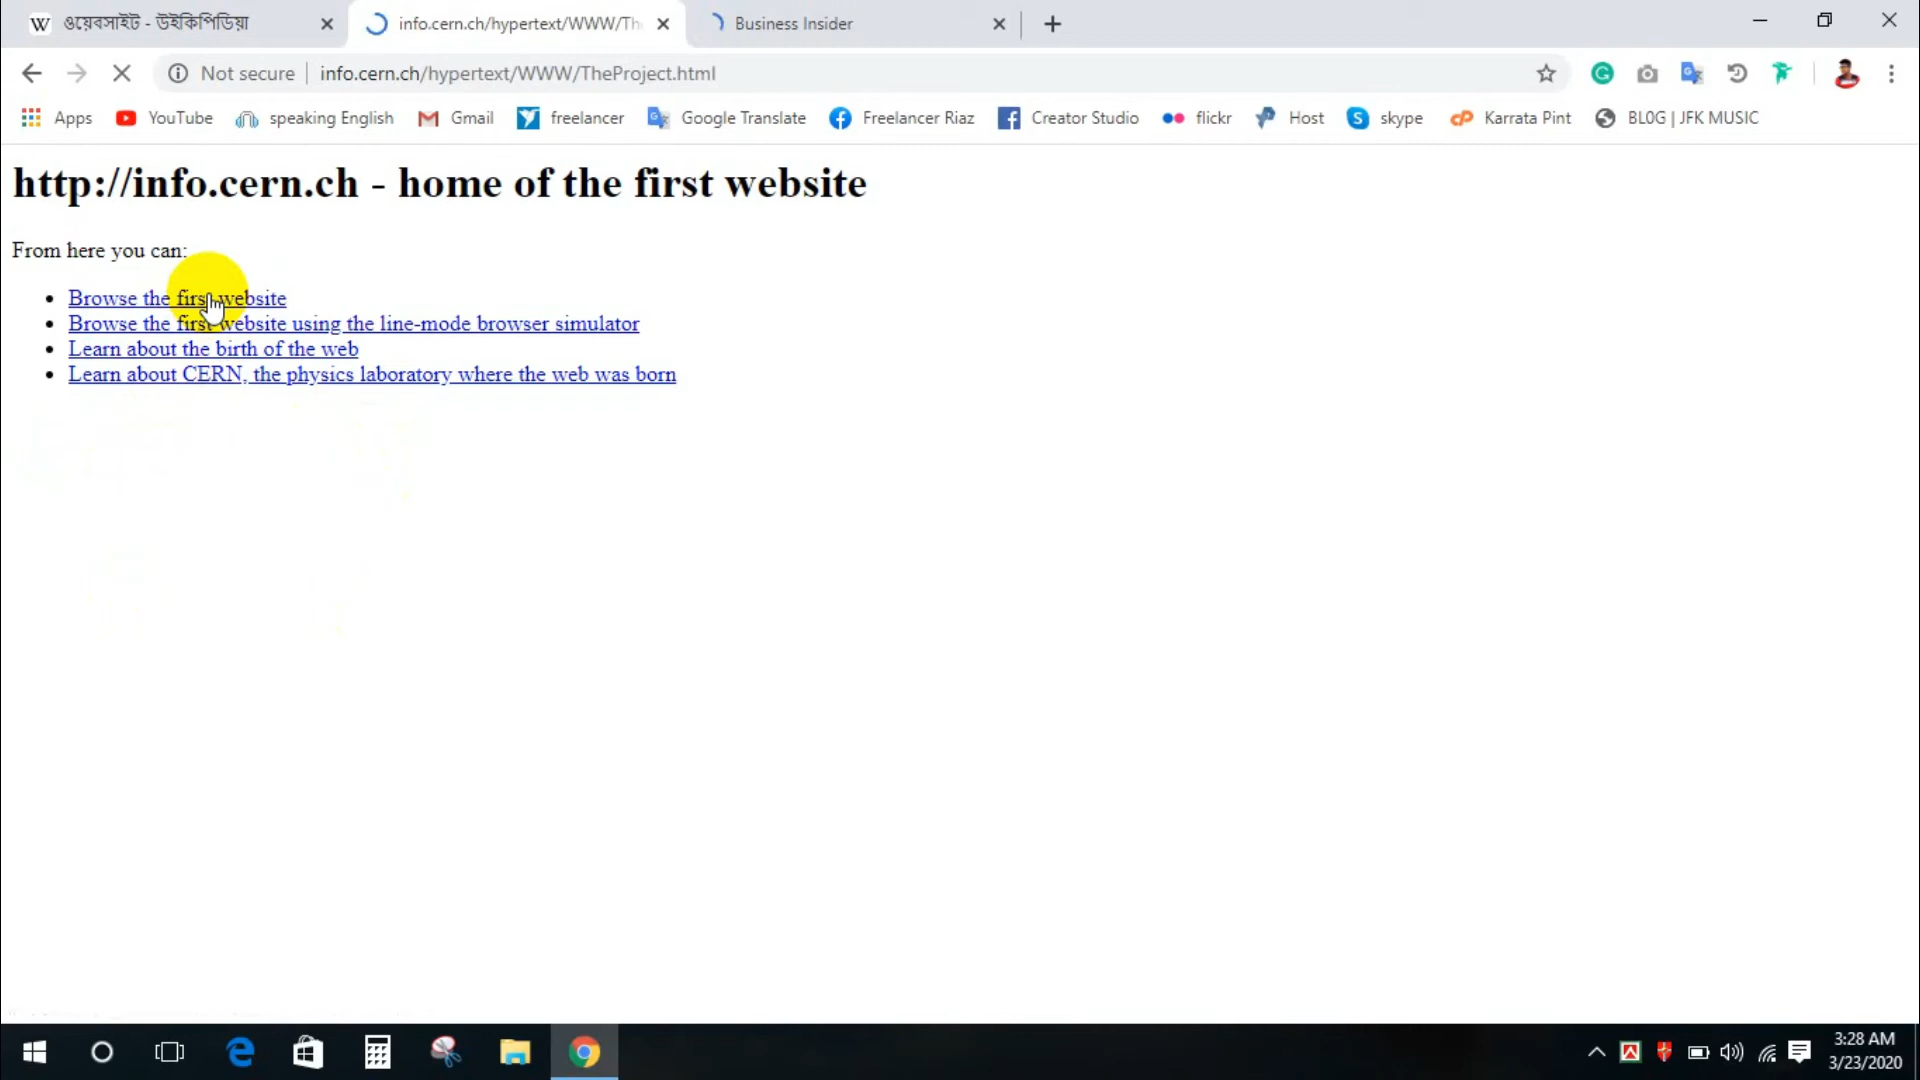 ওয়েবসাইট - উইকিপিডিয়া
info.cern.ch/hypertext/WWW/Th
Business Insider
Not secure
info.cern.ch/hypertext/WWW/TheProject.html
Apps
YouTube
speaking English
Gmail
freelancer
Google Translate
Freelancer Riaz
Creator Studio
flickr
Host
skype
Karrata Pint
BLOG | JFK MUSIC
http://info.cern.ch - home of the first website
From here you can:
Browse the first website
Browse the first website using the line-mode browser simulator
Learn about the birth of the web
Learn about CERN, the physics laboratory where the web was born
3:28 AM
3/23/2020